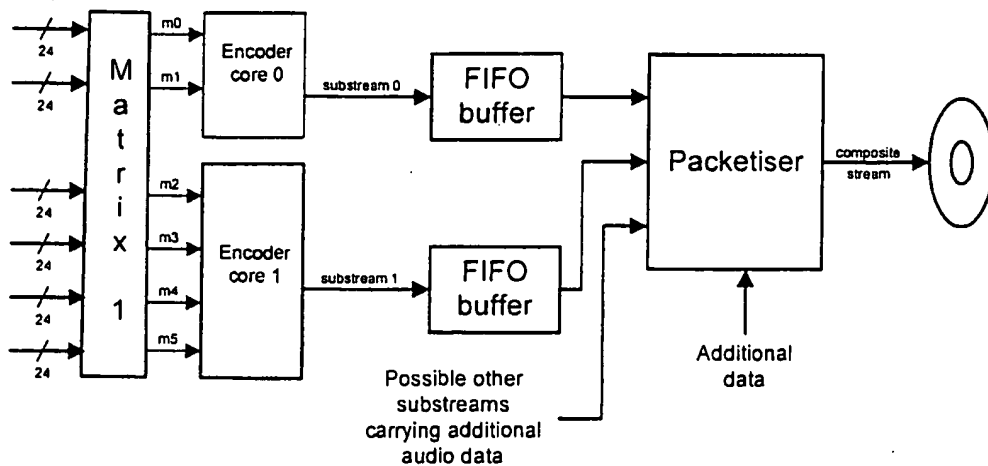 24
24
24
24
24
24
Matrix 1
m0
m1
m2
m3
m4
m5
Encoder
core 0
Encoder
core 1
substream 0
substream 1
FIFO
buffer
FIFO
buffer
Possible other
substreams
carrying additional
audio data
Packetiser
Additional
data
composite
stream